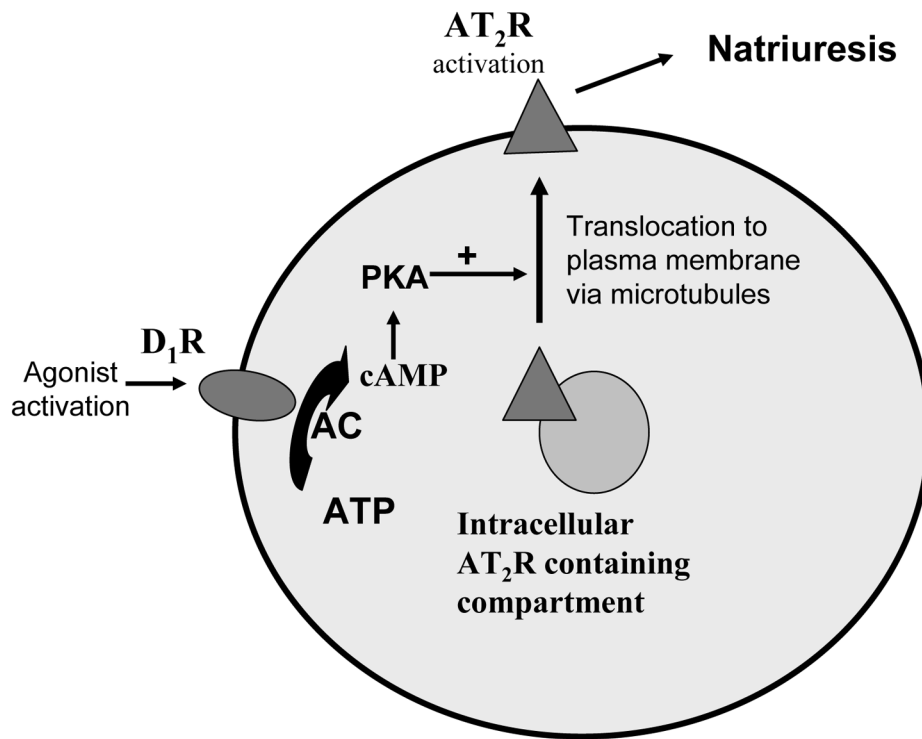 AT₂R
activation
Natriuresis
Translocation to
plasma membrane
via microtubules
+
PKA
D₁R
Agonist
activation
cAMP
AC
ATP
Intracellular
AT₂R containing
compartment